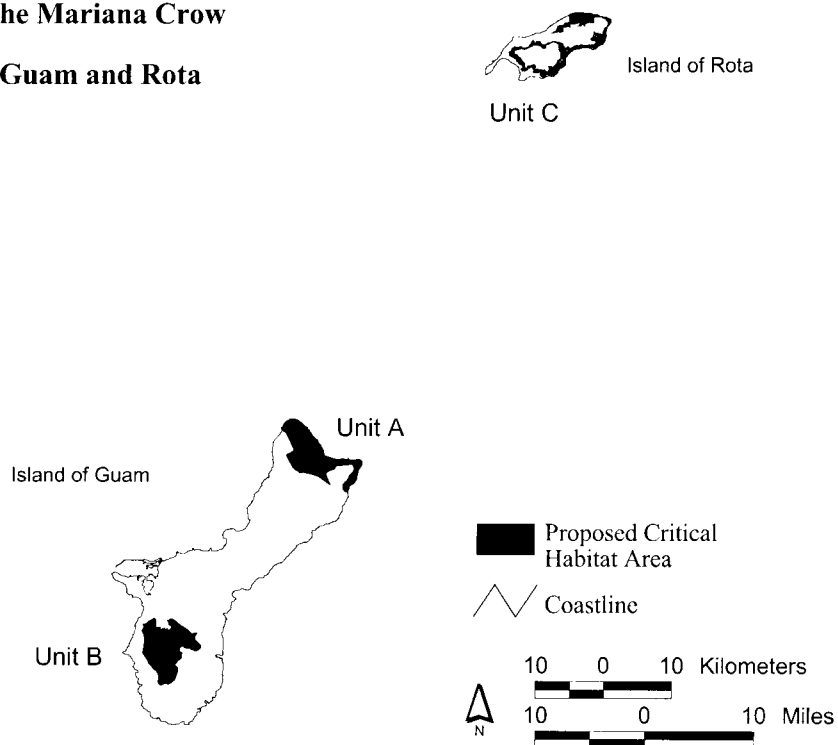 he Mariana Crow
Guam and Rota
Island of Rota
Unit C
Unit A
Island of Guam
Proposed Critical
Habitat Area
Coastline
Unit B
10 0 10 Kilometers
10 0 10 Miles
N